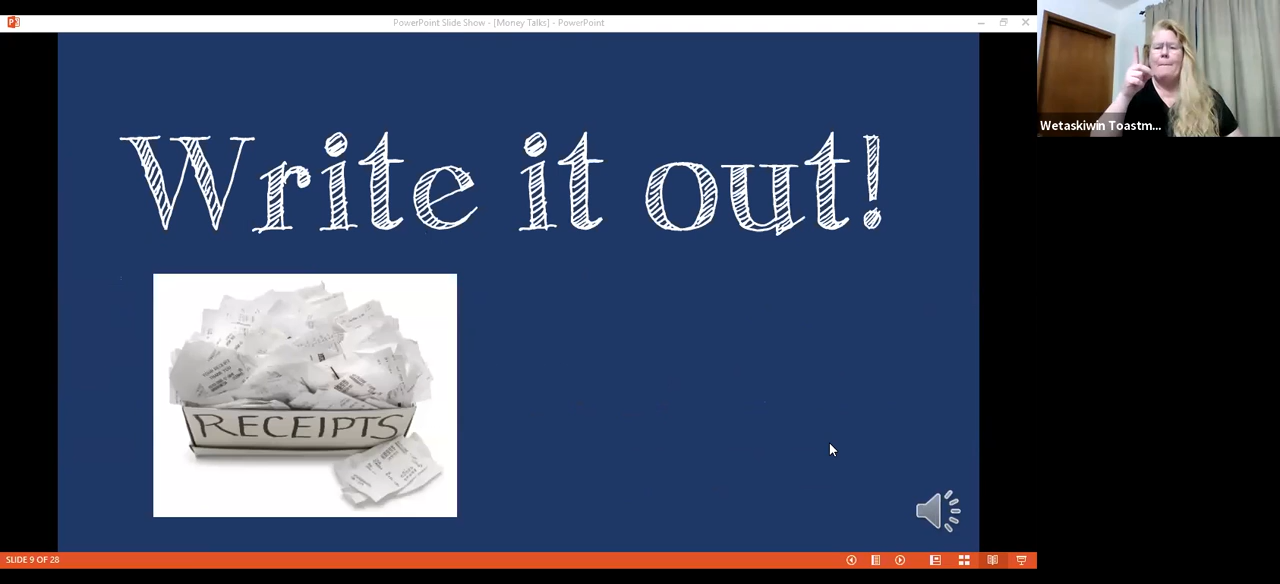 PowerPoint Slide Show - [Money Talks] - PowerPoint
Wetaskiwin Toastm...
Write it out!
RECEIPTS
SLIDE 9 OF 28